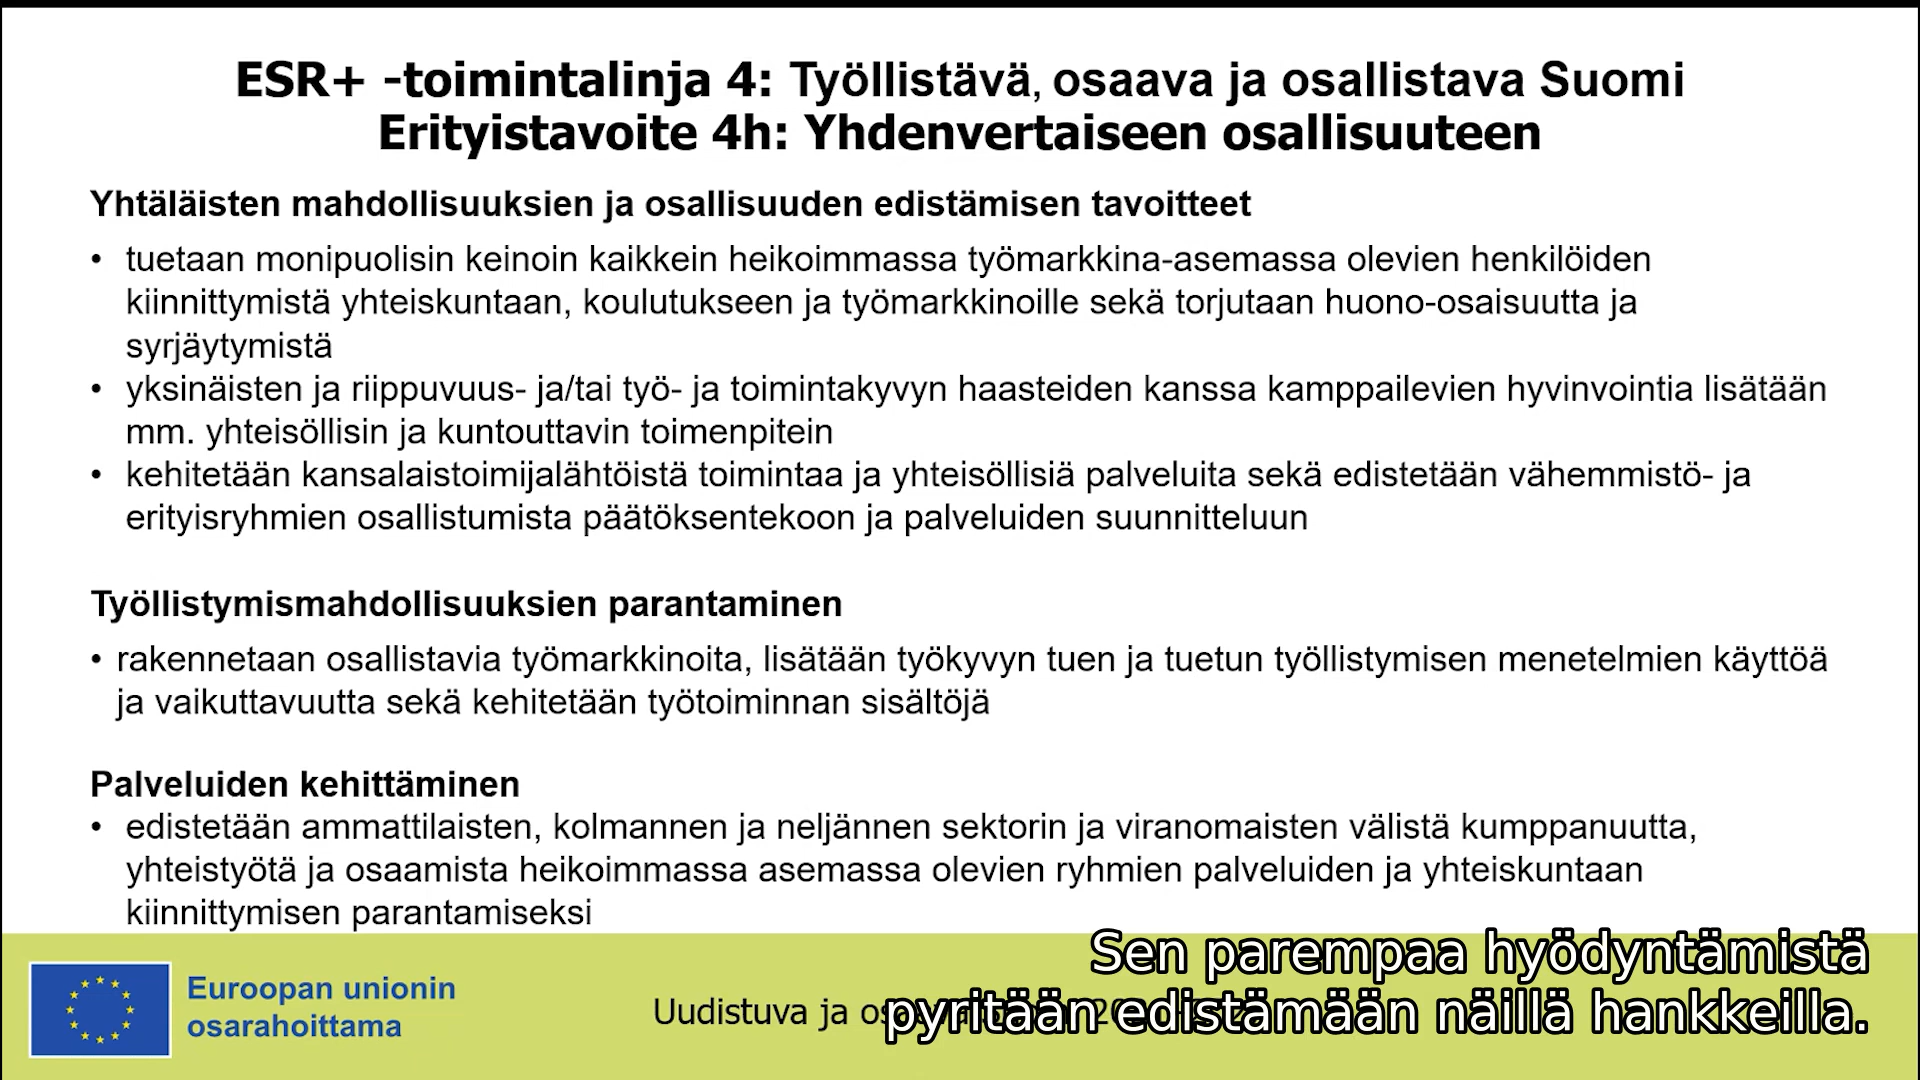 ESR+ -toimintalinja 4: Työllistävä, osaava ja osallistava Suomi
Erityistavoite 4h: Yhdenvertaiseen osallisuuteen
Yhtäläisten mahdollisuuksien ja osallisuuden edistämisen tavoitteet
• tuetaan monipuolisin keinoin kaikkein heikoimmassa työmarkkina-asemassa olevien henkilöiden
kiinnittymistä yhteiskuntaan, koulutukseen ja työmarkkinoille sekä torjutaan huono-osaisuutta ja
syrjäytymistä
• yksinäisten ja riippuvuus- ja/tai työ- ja toimintakyvyn haasteiden kanssa kamppailevien hyvinvointia lisätään
mm. yhteisöllisin ja kuntouttavin toimenpitein
• kehitetään kansalaistoimijalähtöistä toimintaa ja yhteisöllisiä palveluita sekä edistetään vähemmistö- ja
erityisryhmien osallistumista päätöksentekoon ja palveluiden suunnitteluun
Työllistymismahdollisuuksien parantaminen
• rakennetaan osallistavia työmarkkinoita, lisätään työkyvyn tuen ja tuetun työllistymisen menetelmien käyttöä
ja vaikuttavuutta sekä kehitetään työtoiminnan sisältöjä
Palveluiden kehittäminen
• edistetään ammattilaisten, kolmannen ja neljännen sektorin ja viranomaisten välistä kumppanuutta,
yhteistyötä ja osaamista heikoimmassa asemassa olevien ryhmien palveluiden ja yhteiskuntaan
kiinnittymisen parantamiseksi
Euroopan unionin
osarahoittama
Uudistuva ja
Sen parempaa hyödyntämistä
pyritään edistämään näillä hankkeilla.